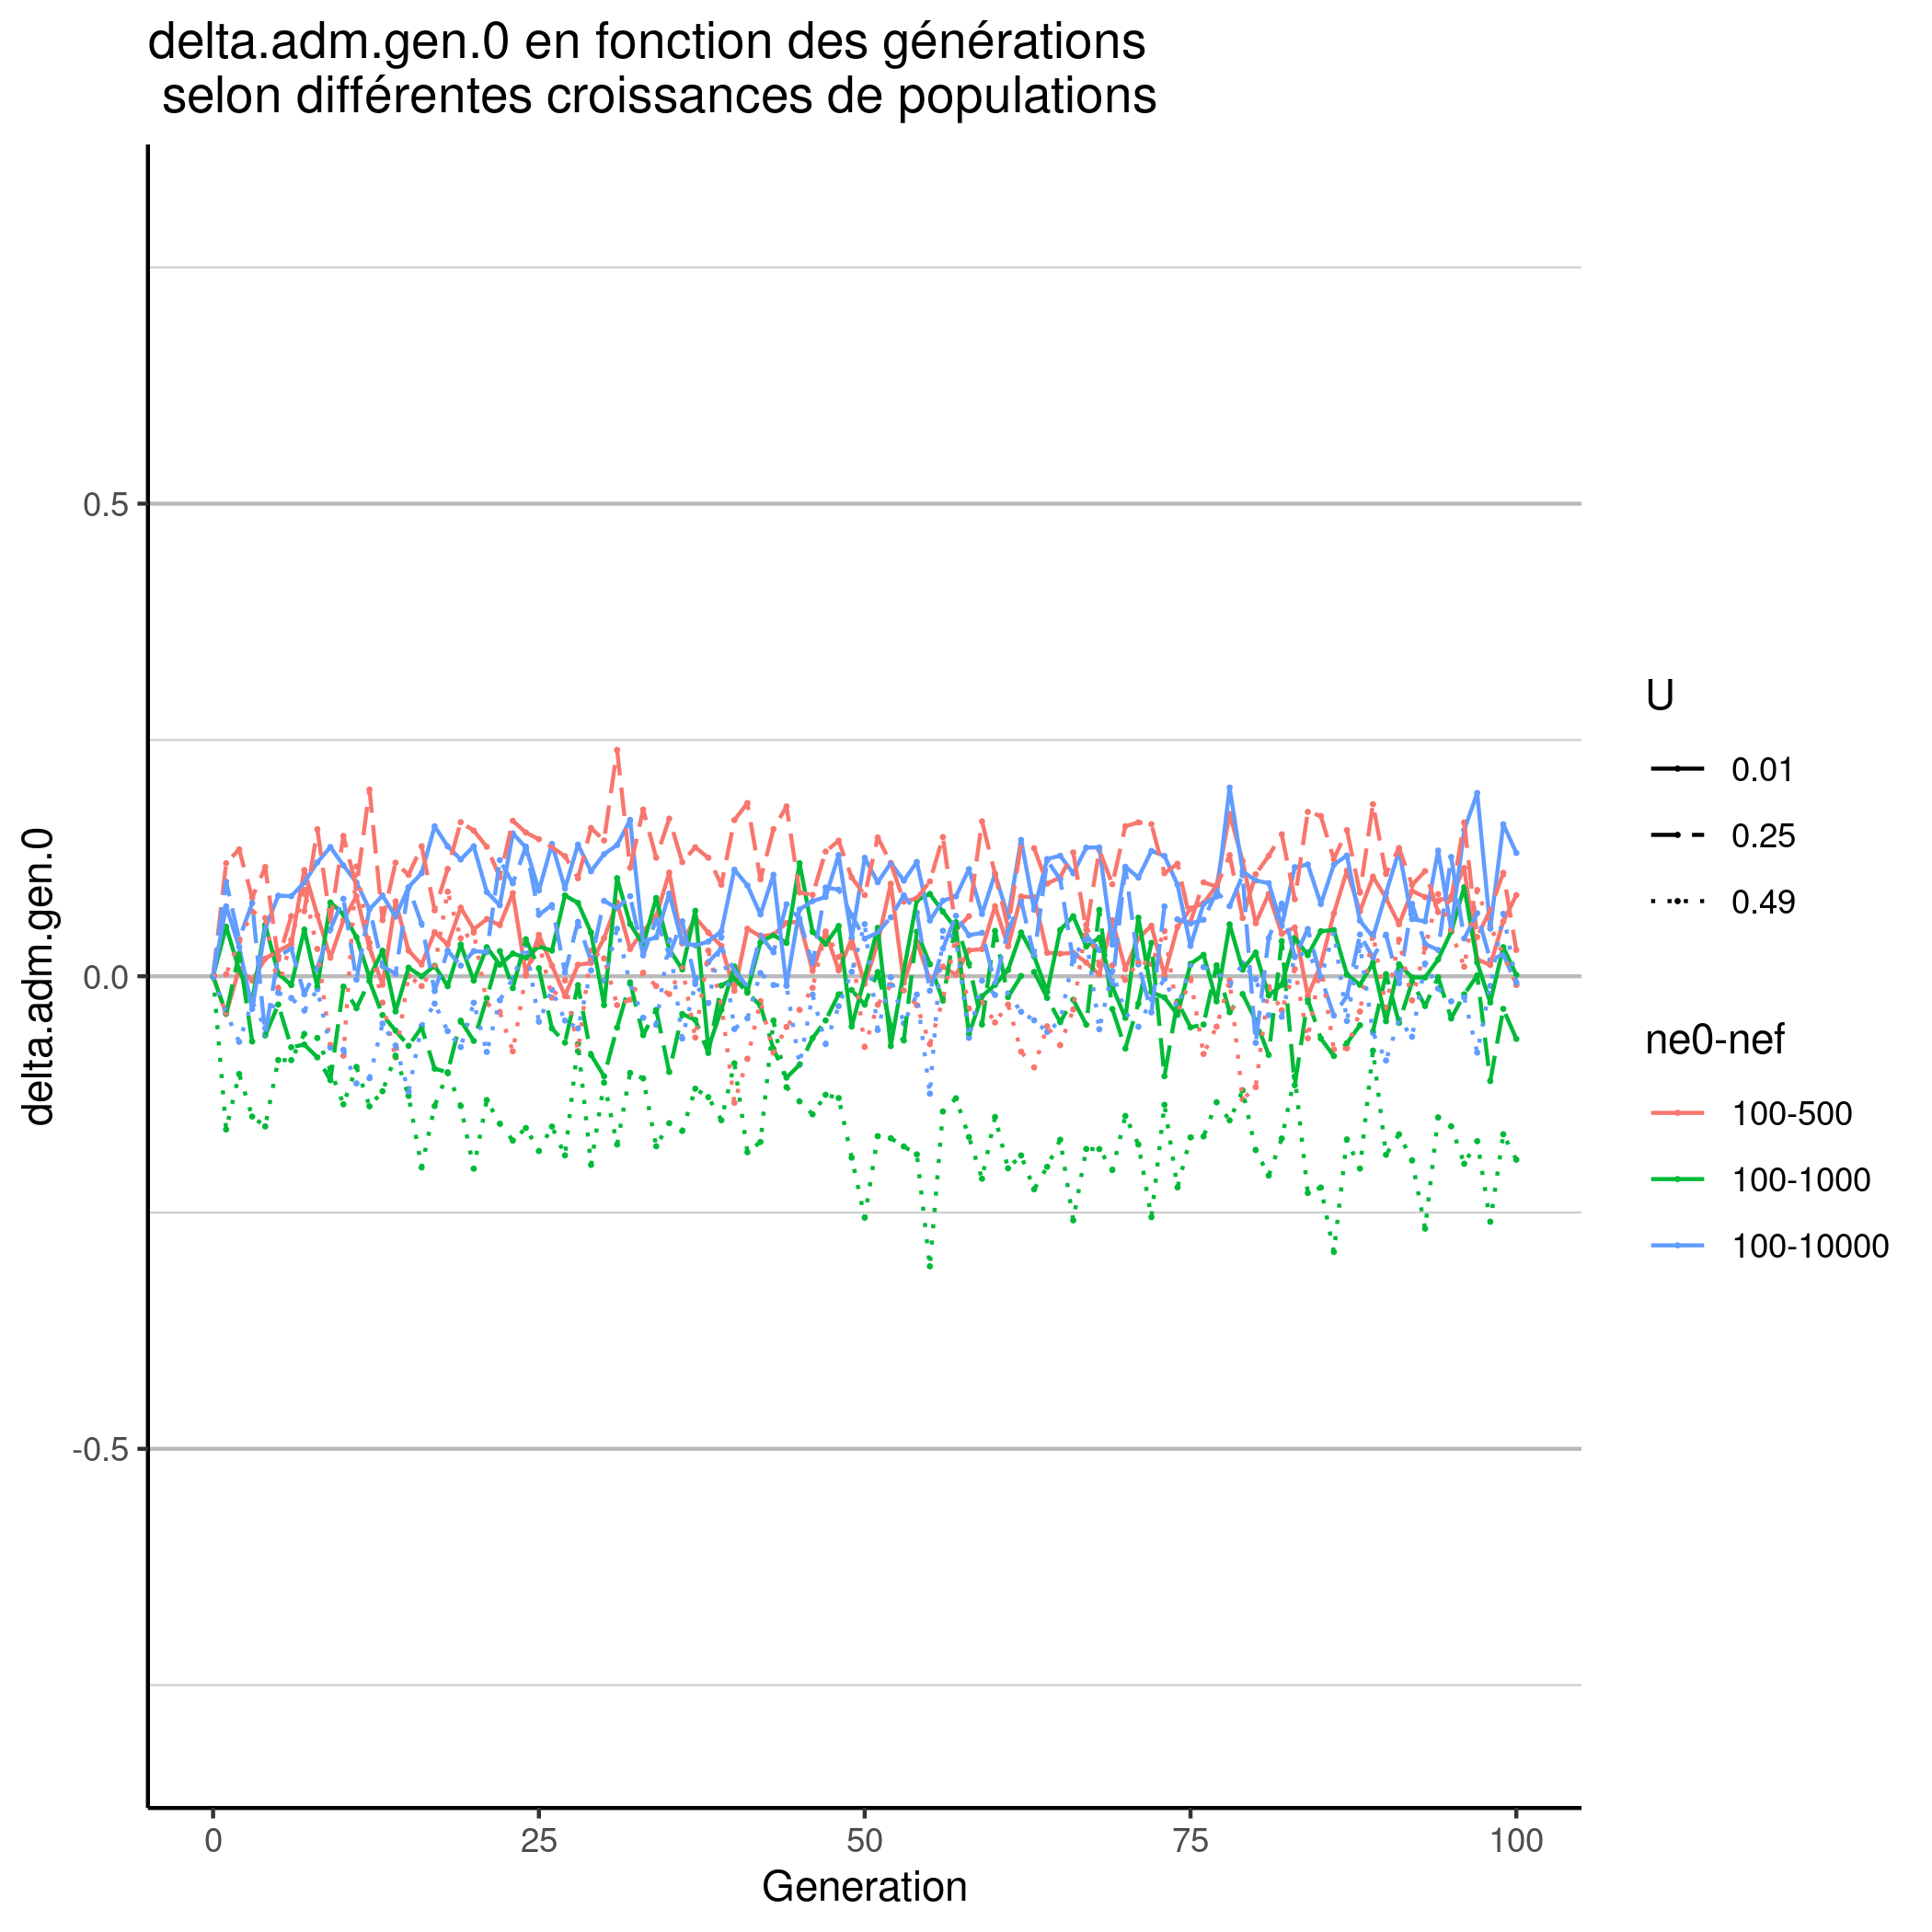 delta.adm.gen.0 en fonction des générations
selon différentes croissances de populations
delta.adm.gen.0
0.5
0.0
-0.5
0
25
50
75
100
Generation
U
0.01
0.25
0.49
ne0-nef
100-500
100-1000
100-10000